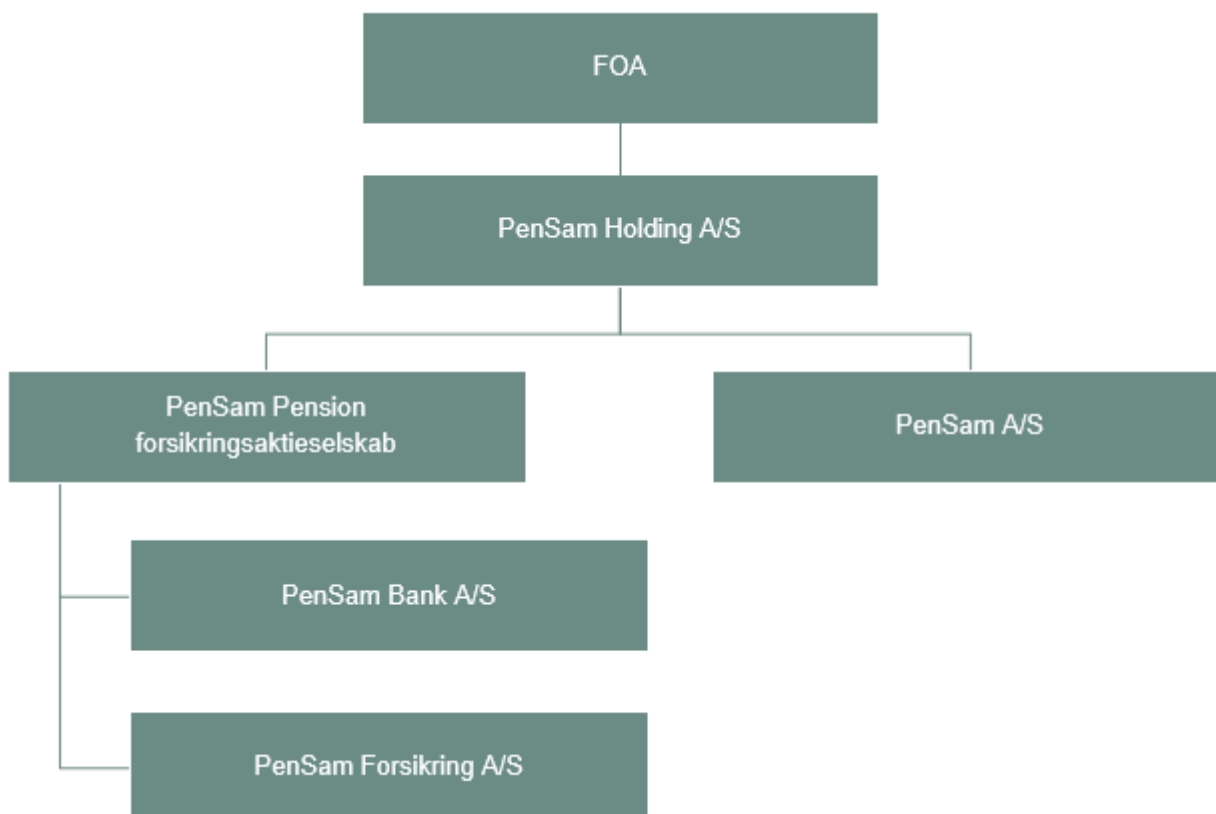 FOA
PenSam Holding A/S
PenSam Pension
forsikringsaktieselskab
PenSam A/S
PenSam Bank A/S
PenSam Forsikring A/S